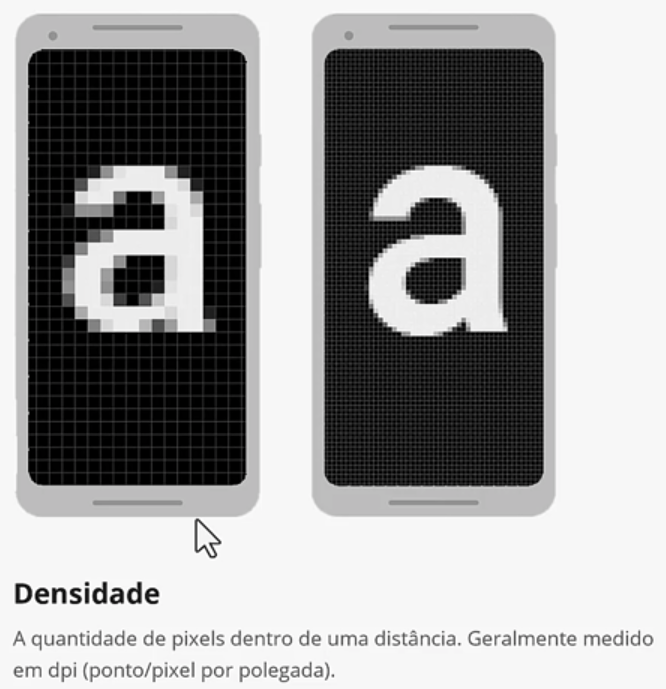 a
a
Densidade
A quantidade de pixels dentro de uma distância. Geralmente medido
em dpi (ponto/pixel por polegada).